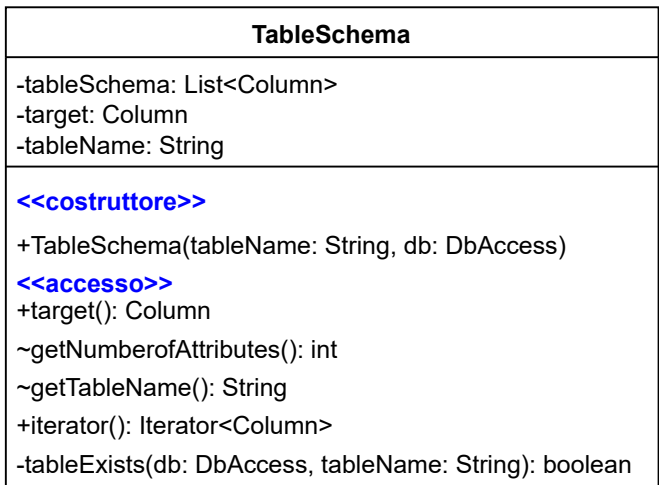 TableSchema
-tableSchema: List<Column>
-target: Column
-tableName: String
<<costruttore>>
+TableSchema(tableName: String, db: DbAccess)
<<accesso>>
+target(): Column
~getNumberofAttributes(): int
~getTableName(): String
+iterator(): Iterator<Column>
-tableExists(db: DbAccess, tableName: String): boolean